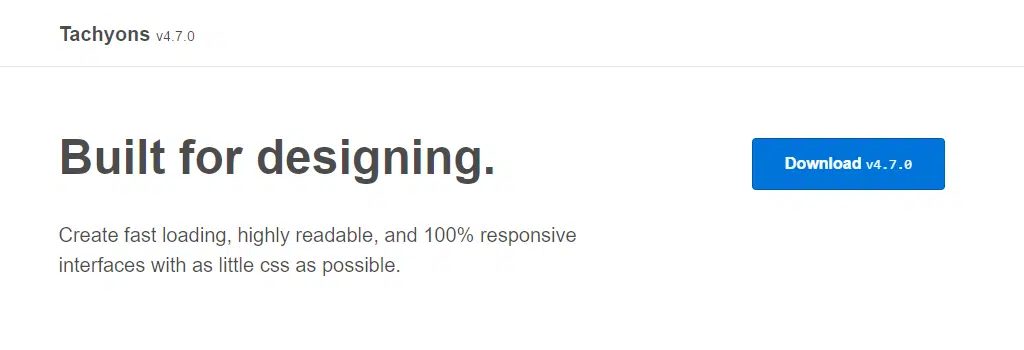 Tachyons v4.7.0
Built for designing.
Download v4.7.0
Create fast loading, highly readable, and 100% responsive
interfaces with as little css as possible.